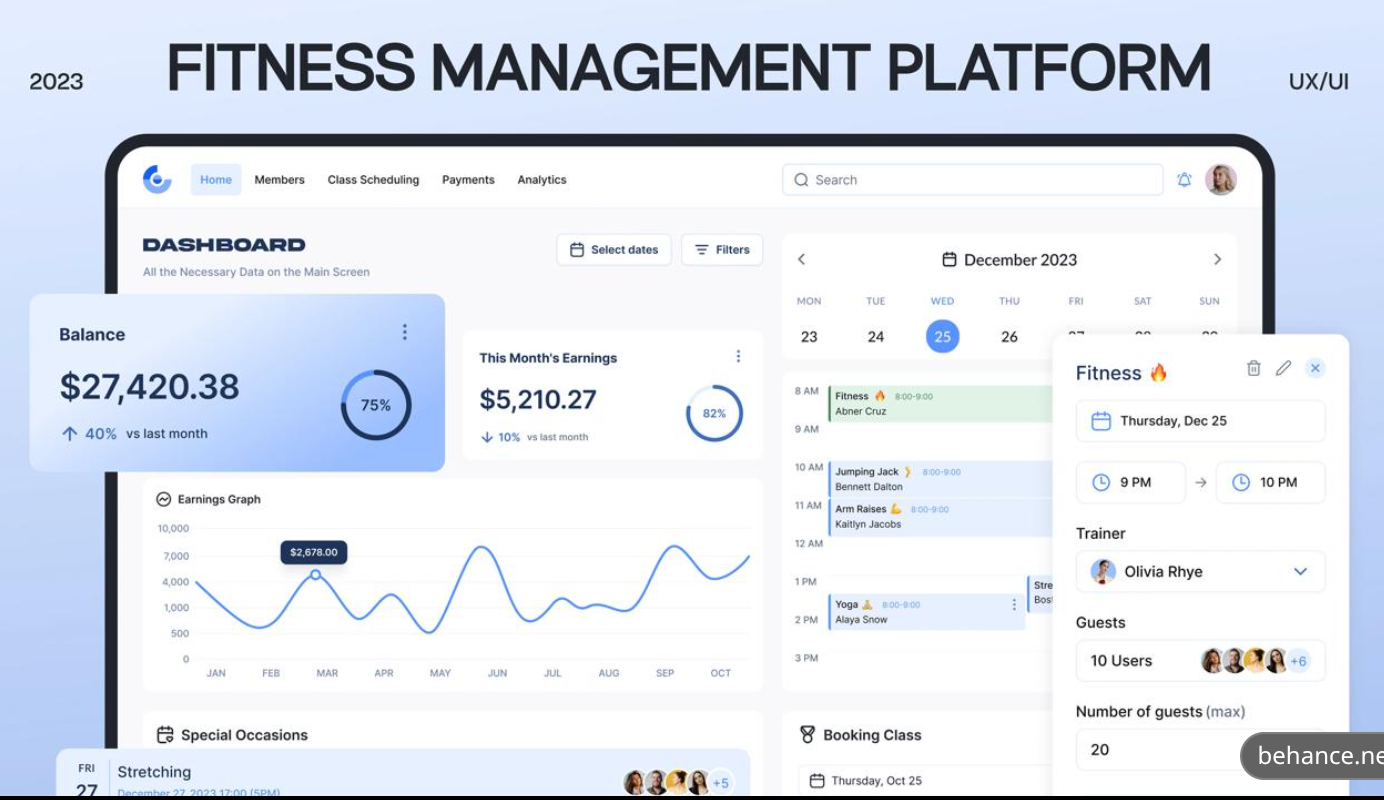 FITNESS MANAGEMENT PLATFORM
2023
UX/UI
Home Members Class Scheduling Payments Analytics
Search
DASHBOARD
All the Necessary Data on the Main Screen
Select dates
Filters
Balance
$27,420.38
75%
40% vs last month
This Month's Earnings
$5,210.27
82%
10% vs last month
Earnings Graph
10,000
7,000
4,000
1,000
500
0
$2,678.00
JAN FEB MAR APR MAY JUN JUL AUG SEP OCT
Special Occasions
FRI
27
Stretching
December 27, 2023 17:00 (5PM)
+5
December 2023
MON TUE WED THU FRI SAT SUN
23 24 25 26
8 AM
Fitness 🔥 8:00-9:00
Abner Cruz
9 AM
10 AM
Jumping Jack 8:00-9:00
Bennett Dalton
11 AM
Arm Raises 💪 8:00-9:00
Kaitlyn Jacobs
12 AM
1 PM
Stre
Bost
Yoga 8:00-9:00
Alaya Snow
2 PM
3 PM
Booking Class
Thursday, Oct 25
Fitness 🔥
Thursday, Dec 25
9 PM → 10 PM
Trainer
Olivia Rhye
Guests
10 Users
+6
Number of guests (max)
20
behance.ne